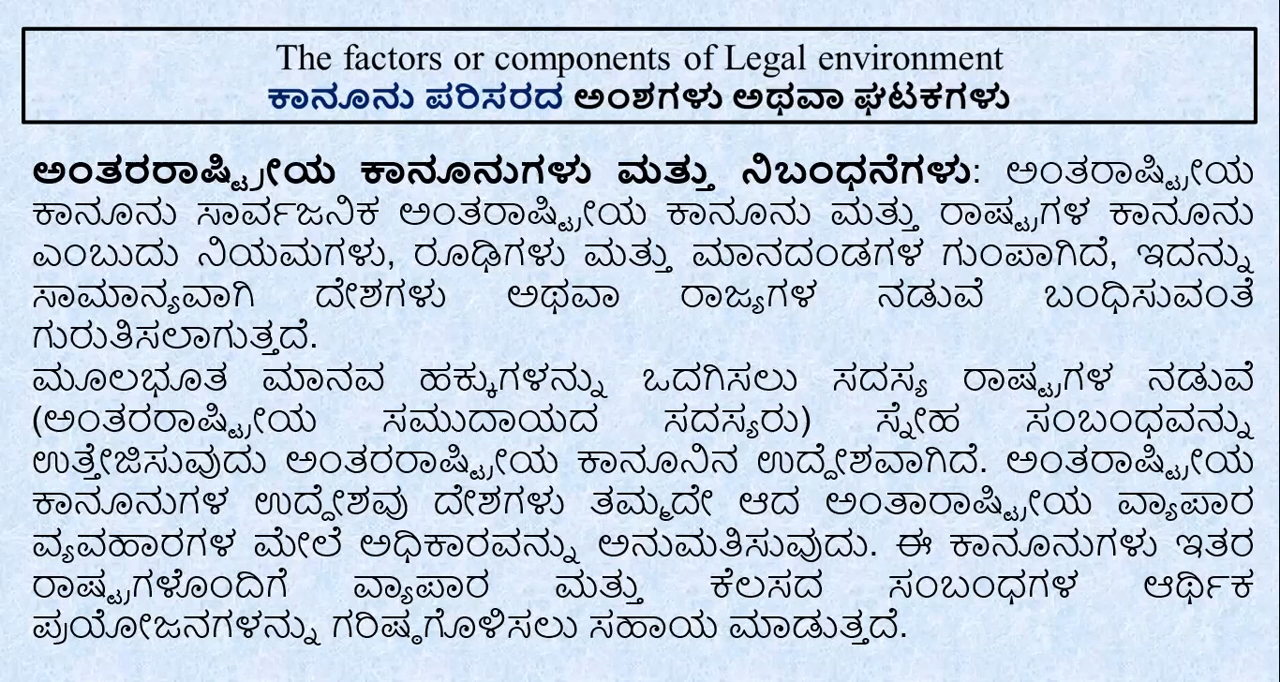 The factors or components of Legal environment
ಕಾನೂನು ಪರಿಸರದ ಅಂಶಗಳು ಅಥವಾ ಘಟಕಗಳು
ಅಂತರರಾಷ್ಟ್ರೀಯ ಕಾನೂನುಗಳು ಮತ್ತು ನಿಬಂಧನೆಗಳು: ಅಂತರಾಷ್ಟ್ರೀಯ
ಕಾನೂನು ಸಾರ್ವಜನಿಕ ಅಂತರಾಷ್ಟ್ರೀಯ ಕಾನೂನು ಮತ್ತು ರಾಷ್ಟ್ರಗಳ ಕಾನೂನು
ಎಂಬುದು ನಿಯಮಗಳು, ರೂಢಿಗಳು ಮತ್ತು ಮಾನದಂಡಗಳ ಗುಂಪಾಗಿದೆ, ಇದನ್ನು
ಸಾಮಾನ್ಯವಾಗಿ ದೇಶಗಳು ಅಥವಾ ರಾಜ್ಯಗಳ ನಡುವೆ ಬಂಧಿಸುವಂತೆ
ಗುರುತಿಸಲಾಗುತ್ತದೆ.
ಮೂಲಭೂತ ಮಾನವ ಹಕ್ಕುಗಳನ್ನು ಒದಗಿಸಲು ಸದಸ್ಯ ರಾಷ್ಟ್ರಗಳ ನಡುವೆ
(ಅಂತರರಾಷ್ಟ್ರೀಯ ಸಮುದಾಯದ ಸದಸ್ಯರು) ಸ್ನೇಹ ಸಂಬಂಧವನ್ನು
ಉತ್ತೇಜಿಸುವುದು ಅಂತರರಾಷ್ಟ್ರೀಯ ಕಾನೂನಿನ ಉದ್ದೇಶವಾಗಿದೆ. ಅಂತರಾಷ್ಟ್ರೀಯ
ಕಾನೂನುಗಳ ಉದ್ದೇಶವು ದೇಶಗಳು ತಮ್ಮದೇ ಆದ ಅಂತಾರಾಷ್ಟ್ರೀಯ ವ್ಯಾಪಾರ
ವ್ಯವಹಾರಗಳ ಮೇಲೆ ಅಧಿಕಾರವನ್ನು ಅನುಮತಿಸುವುದು. ಈ ಕಾನೂನುಗಳು ಇತರ
ರಾಷ್ಟ್ರಗಳೊಂದಿಗೆ ವ್ಯಾಪಾರ ಮತ್ತು ಕೆಲಸದ ಸಂಬಂಧಗಳ ಆರ್ಥಿಕ
ಪ್ರಯೋಜನಗಳನ್ನು ಗರಿಷ್ಠಗೊಳಿಸಲು ಸಹಾಯ ಮಾಡುತ್ತದೆ.